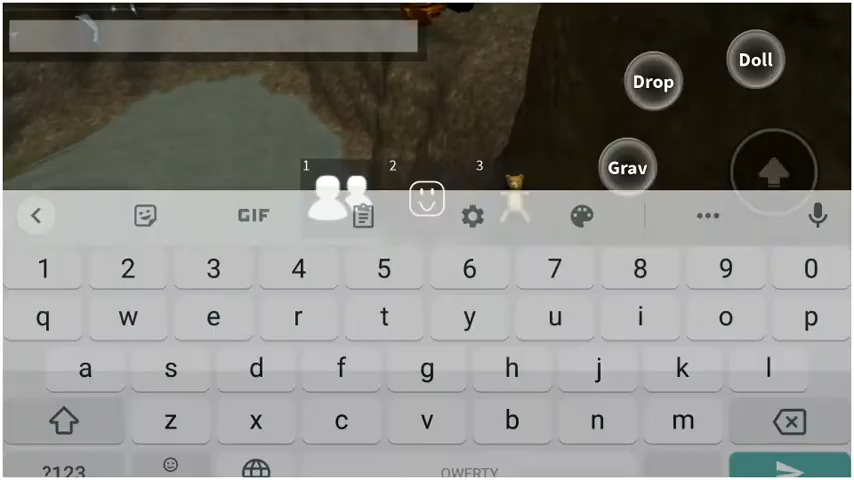 Doll
Drop
1 2 3
Grav
GIF
1 2 3 4 5 6 7 8 9 0
q w e r t y u i o p
a s d f g h j k l
z x c v b n m
?123 QWERTY